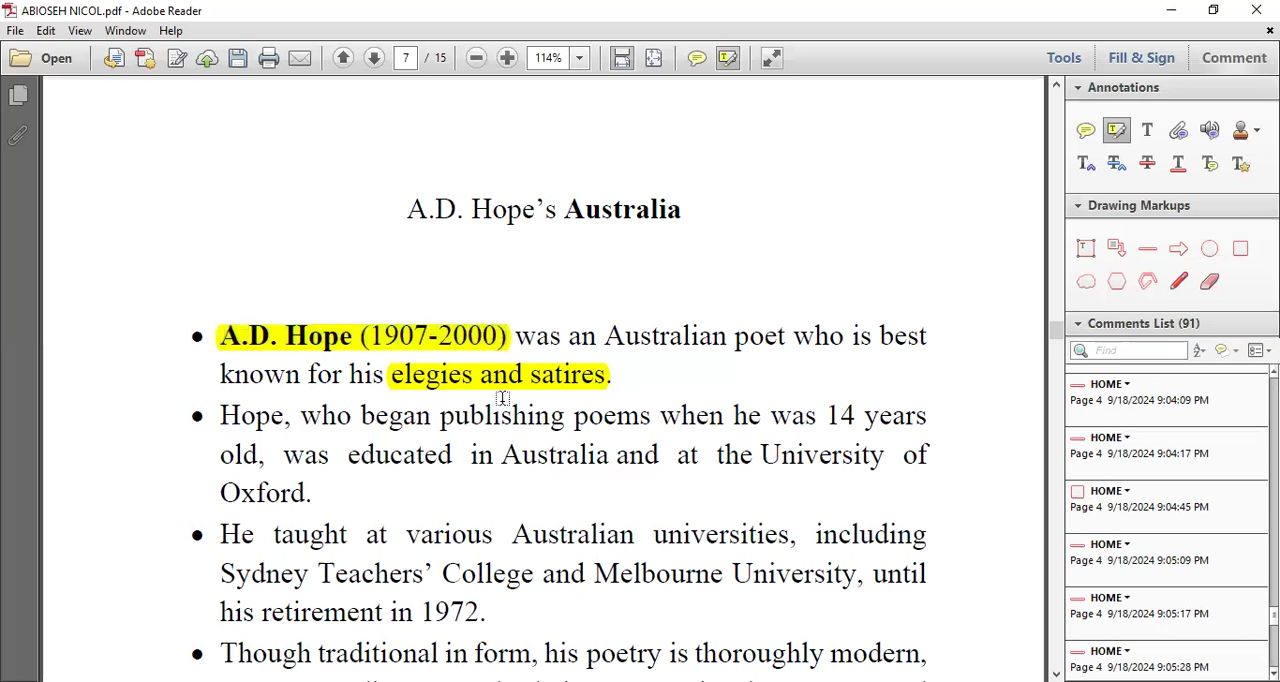 ABIOSEH NICOL.pdf - Adobe Reader
File Edit View Window Help
Open 7 / 15 114% Tools Fill & Sign Comment
Annotations
Drawing Markups
Comments List (91)
Find
HOME
Page 4 9/18/2024 9:04:09 PM
HOME
Page 4 9/18/2024 9:04:17 PM
HOME
Page 4 9/18/2024 9:04:45 PM
HOME
Page 4 9/18/2024 9:05:09 PM
HOME
Page 4 9/18/2024 9:05:17 PM
HOME
Page 4 9/18/2024 9:05:28 PM
A.D. Hope’s Australia
• A.D. Hope (1907-2000) was an Australian poet who is best
known for his elegies and satires.
• Hope, who began publishing poems when he was 14 years
old, was educated in Australia and at the University of
Oxford.
• He taught at various Australian universities, including
Sydney Teachers’ College and Melbourne University, until
his retirement in 1972.
• Though traditional in form, his poetry is thoroughly modern,